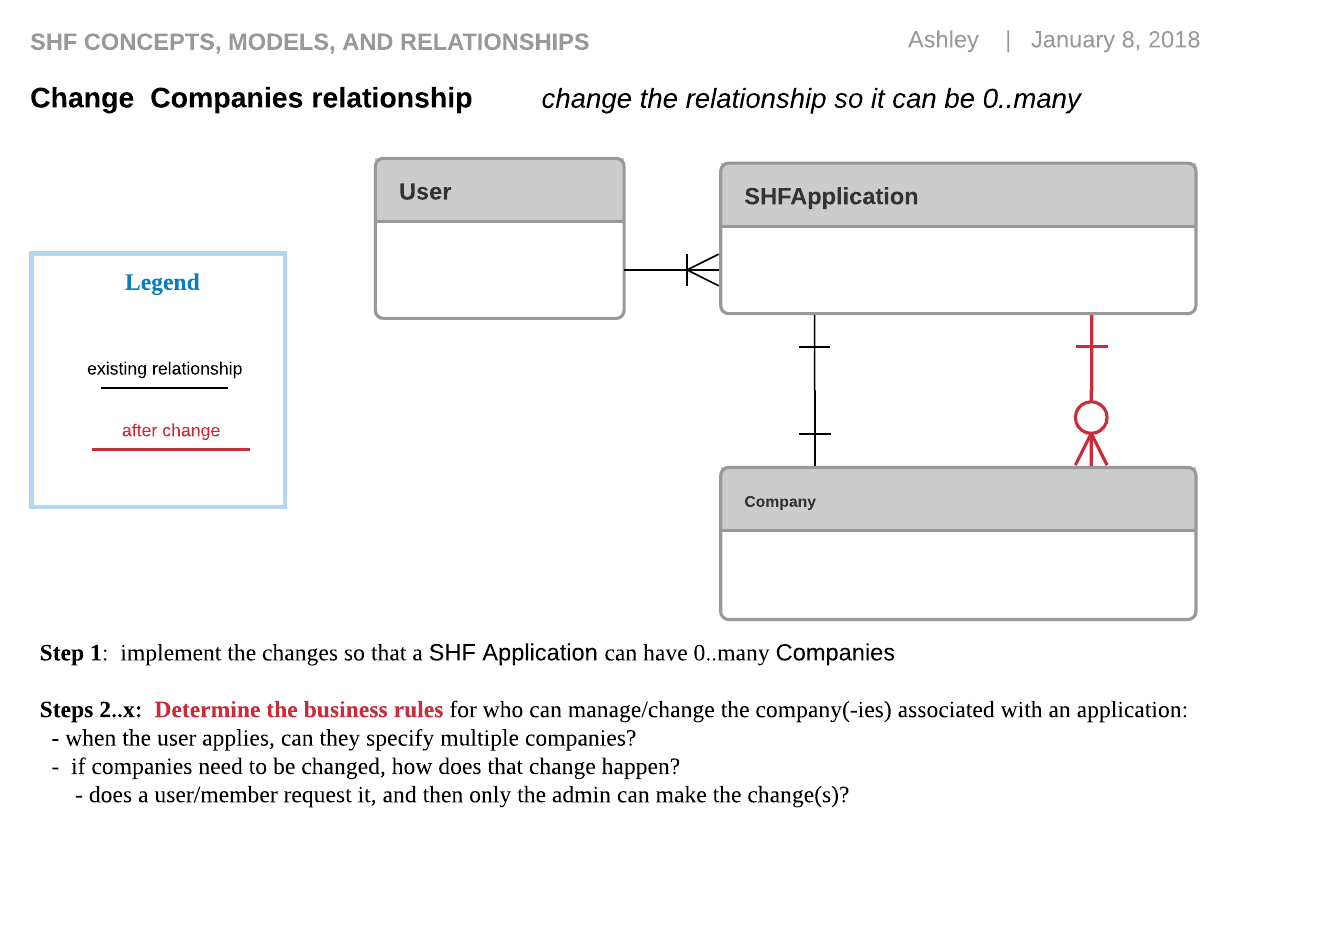 SHF CONCEPTS, MODELS, AND RELATIONSHIPS
Ashley | January 8, 2018
Change Companies relationship
change the relationship so it can be 0..many
User
SHFApplication
Legend
existing relationship
after change
Company
Step 1: implement the changes so that a SHF Application can have 0..many Companies
Steps 2..x: Determine the business rules for who can manage/change the company(-ies) associated with an application:
- when the user applies, can they specify multiple companies?
- if companies need to be changed, how does that change happen?
- does a user/member request it, and then only the admin can make the change(s)?